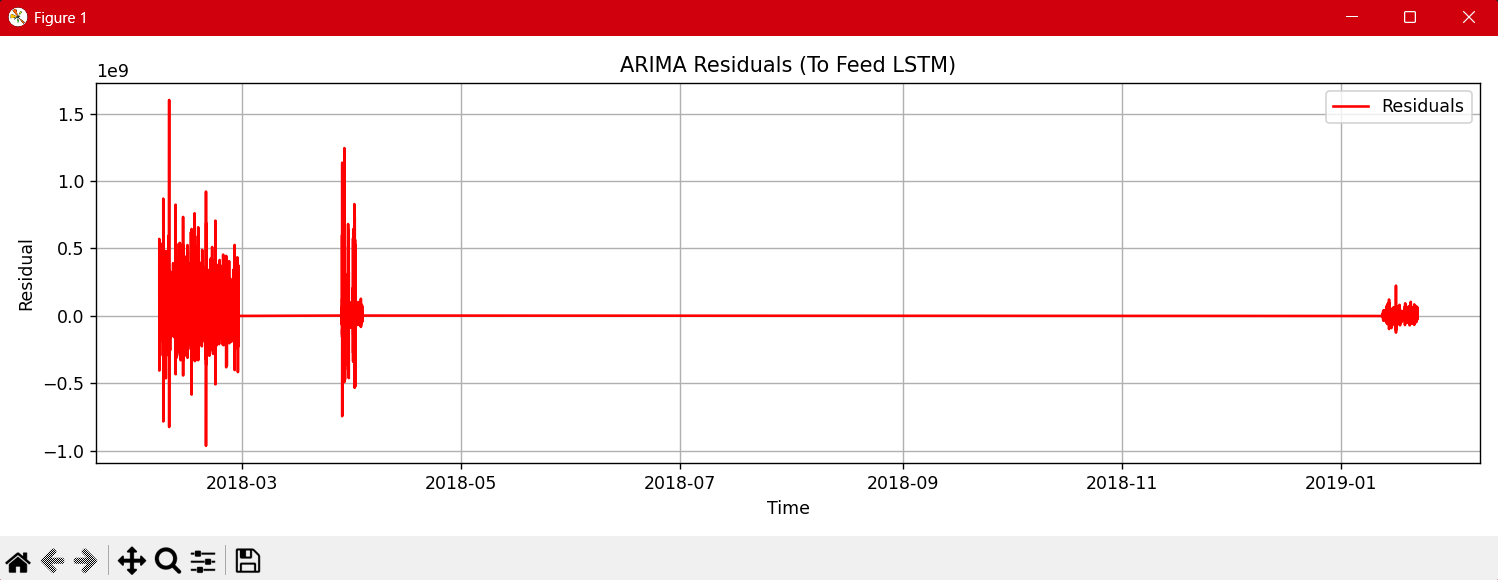 Figure 1
ARIMA Residuals (To Feed LSTM)
1e9
Residuals
1.5
1.0
0.5
0.0
−0.5
−1.0
Residual
2018-03 2018-05 2018-07 2018-09 2018-11 2019-01
Time